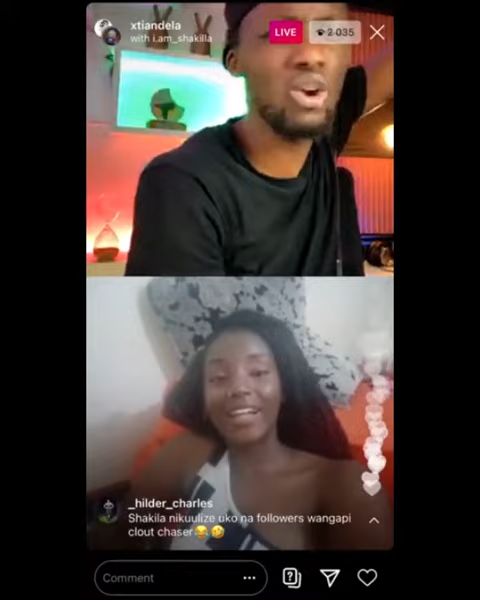 xtiandela
with i.am_shakilla
LIVE
2 035
_hilder_charles
Shakila nikuulize uko na followers wangapi
clout chaser😂🤣
Comment